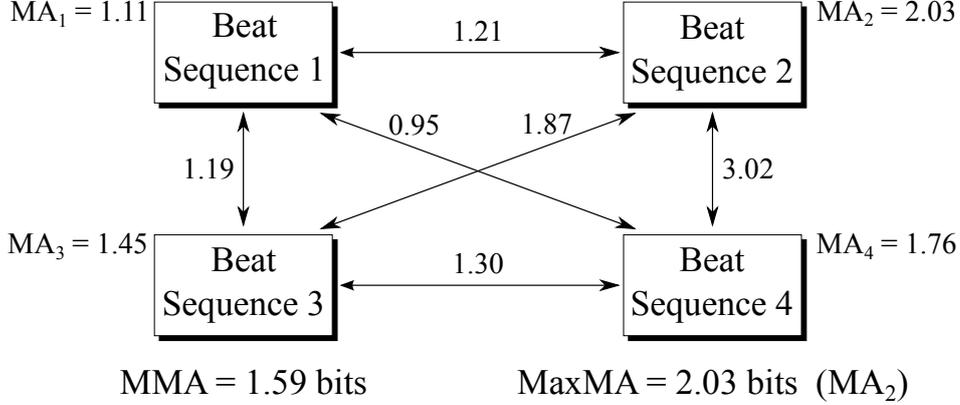 MA₁ = 1.11
Beat
Sequence 1
1.21
Beat
Sequence 2
MA₂ = 2.03
0.95
1.87
1.19
3.02
MA₃ = 1.45
Beat
Sequence 3
1.30
Beat
Sequence 4
MA₄ = 1.76
MMA = 1.59 bits
MaxMA = 2.03 bits (MA₂)